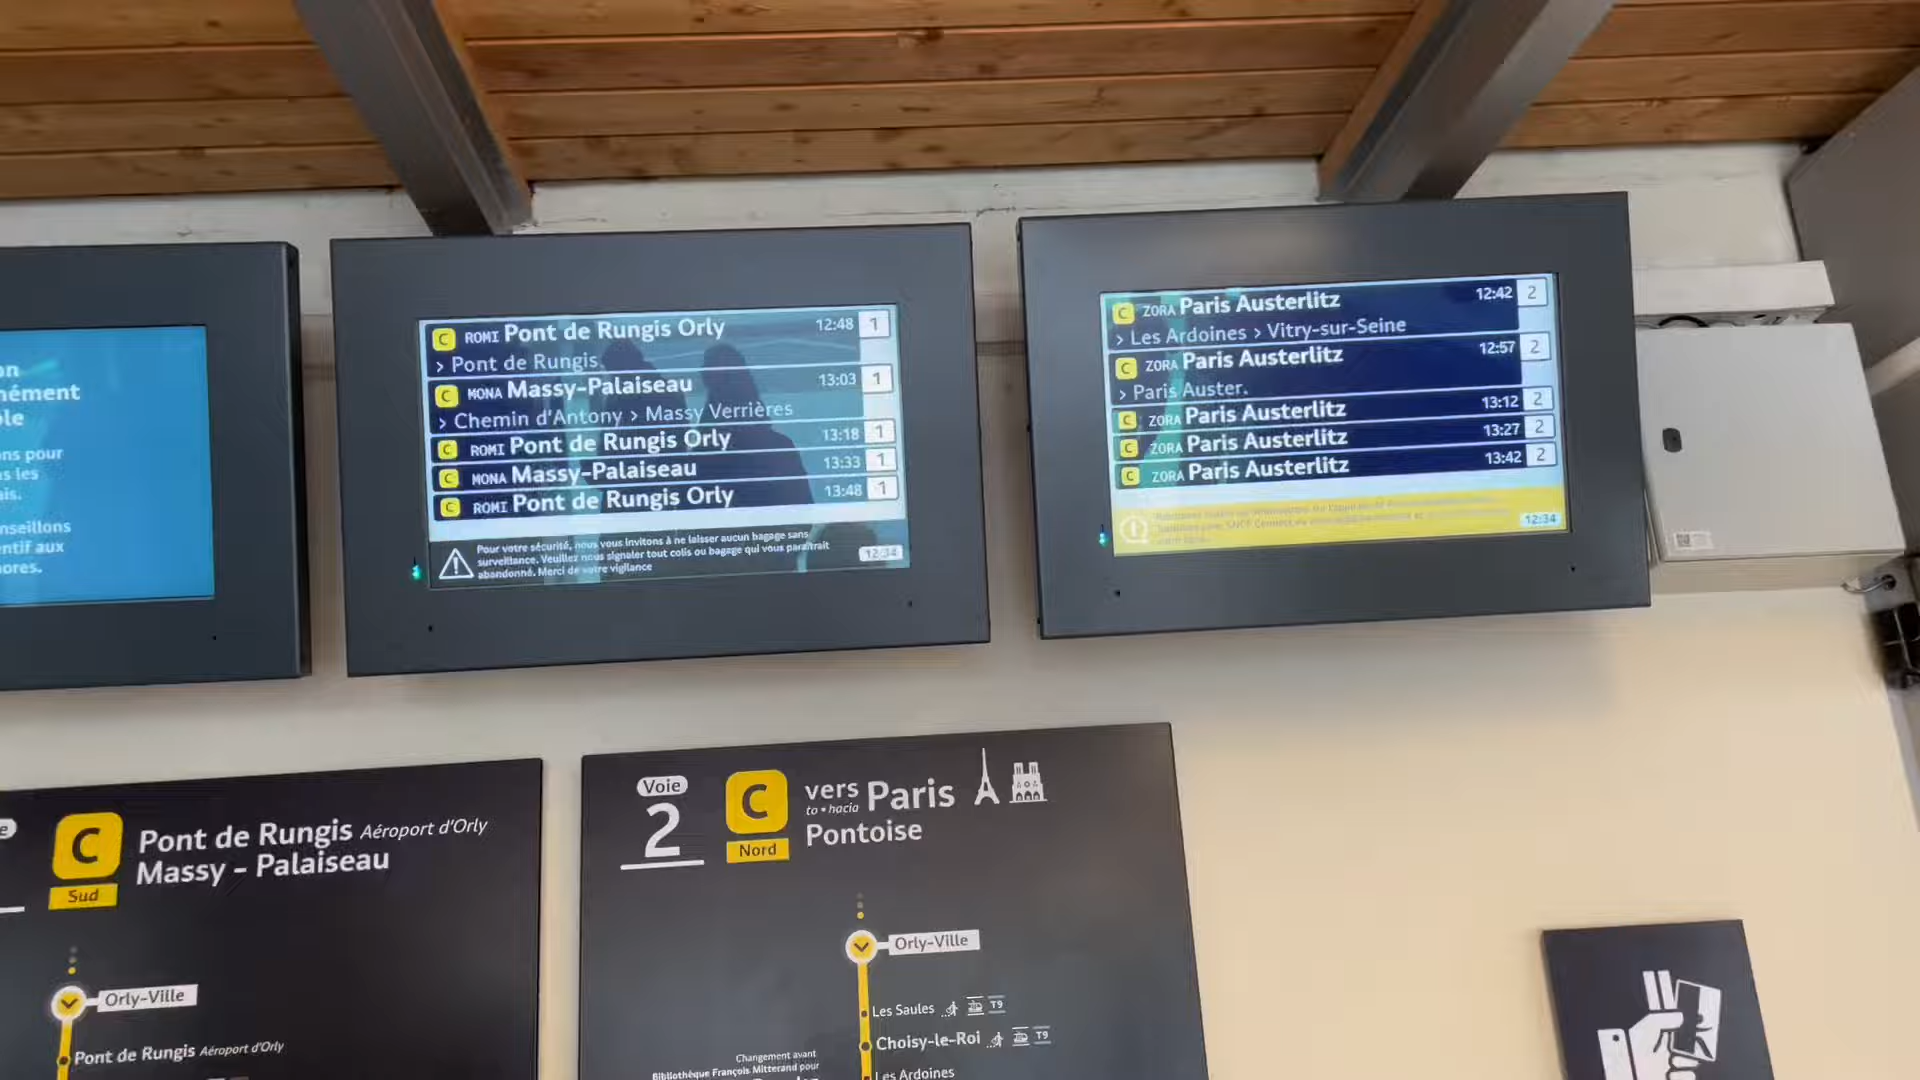 on
nément
le
ns pour
s les
is.
nseillons
entif aux
ores.
C ROMI Pont de Rungis Orly 12:48 1
> Pont de Rungis
C MONA Massy-Palaiseau 13:03 1
> Chemin d'Antony > Massy Verrières
C ROMI Pont de Rungis Orly 13:18 1
C MONA Massy-Palaiseau 13:33 1
C ROMI Pont de Rungis Orly 13:48 1
Pour votre sécurité, nous vous invitons à ne laisser aucun bagage sans
surveillance. Veuillez nous signaler tout colis ou bagage qui vous paraîtrait
abandonné. Merci de votre vigilance
12:34
C ZORA Paris Austerlitz 12:42 2
> Les Ardoines > Vitry-sur-Seine
C ZORA Paris Austerlitz 12:57 2
> Paris Auster.
C ZORA Paris Austerlitz 13:12 2
C ZORA Paris Austerlitz 13:27 2
C ZORA Paris Austerlitz 13:42 2
12:34
e
C
Sud
Pont de Rungis Aéroport d'Orly
Massy - Palaiseau
Orly-Ville
Pont de Rungis Aéroport d'Orly
Voie
2
C
Nord
vers Paris
to • hacia
Pontoise
Orly-Ville
Les Saules T9
Choisy-le-Roi T9
Les Ardoines
Changement avant
Bibliothèque François Mitterand pour